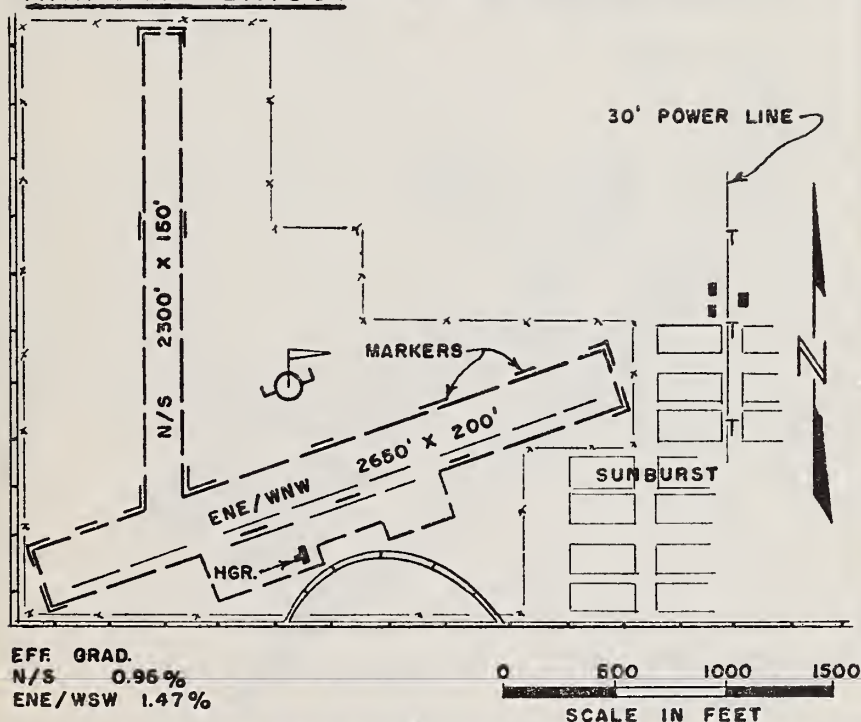 30' POWER LINE
N/S 2300' X 150'
MARKERS
ENE/WNW 2650' X 200'
SUNBURST
HGR.
N
T
T
T
EFF. GRAD.
N/S 0.96%
ENE/WSW 1.47%
0 500 1000 1500
SCALE IN FEET